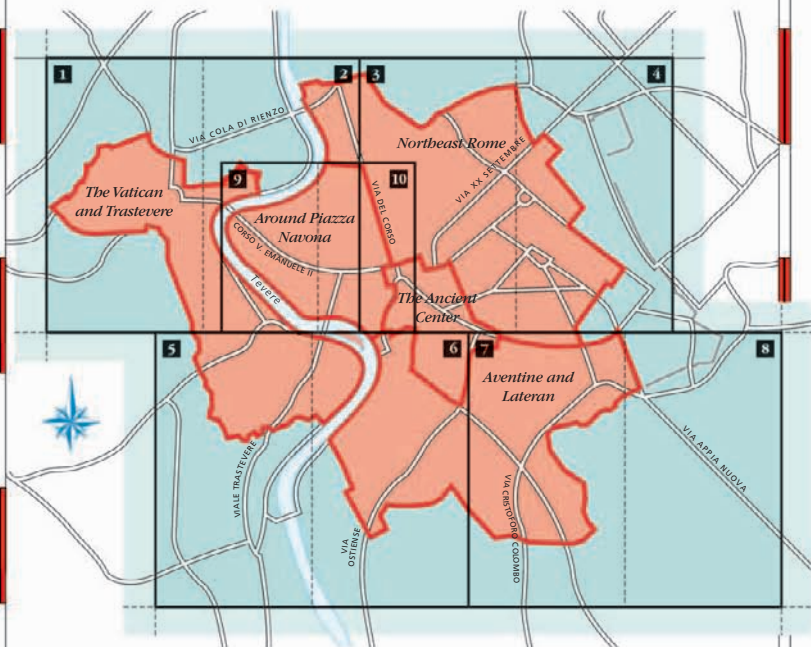 1
2
3
4
VIA COLA DI RIENZO
Northeast Rome
VIA XX SETTEMBRE
The Vatican
and Trastevere
9
10
Around Piazza
Navona
VIA DEL CORSO
CORSO V. EMANUELE II
Tevere
The Ancient
Center
5
6
7
8
Aventine and
Lateran
VIALE TRASTEVERE
VIA
OSTIENSE
VIA CRISTOFORO COLOMBO
VIA APPIA NUOVA